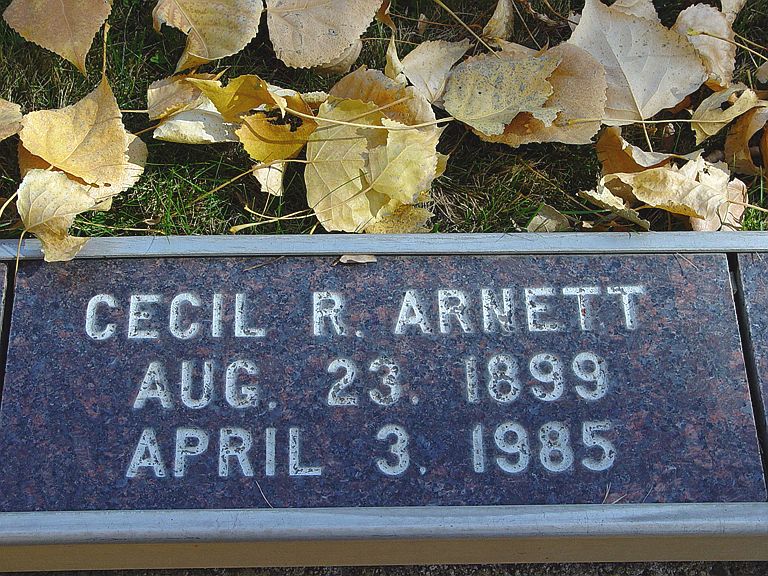 CECIL R. ARNETT
AUG. 23. 1899
APRIL 3. 1985